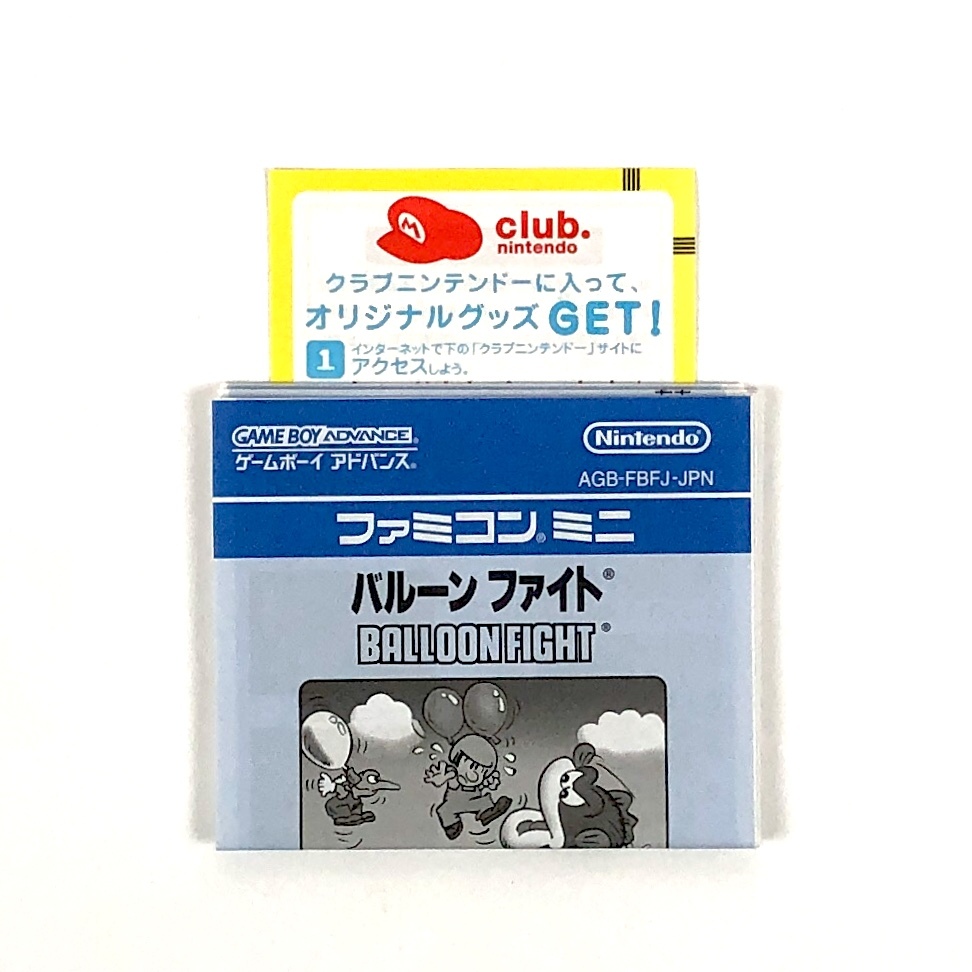 M
club.
nintendo
クラブニンテンドーに入って、
オリジナルグッズ GET!
1 インターネットで下の「クラブニンテンドー」サイトに
アクセスしよう。
GAME BOY ADVANCE®
ゲームボーイ アドバンス®
Nintendo®
AGB-FBFJ-JPN
ファミコン®ミニ
バルーン ファイト®
BALLOON FIGHT®